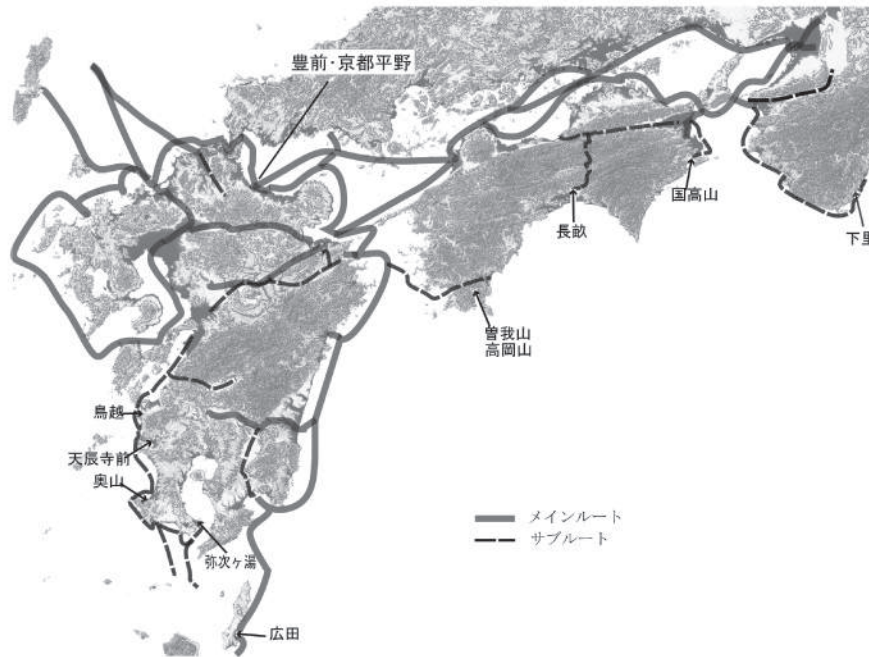 豊前･京都平野
国高山
長畝
下里
曽我山
高岡山
鳥越
天辰寺前
奥山
メインルート
サブルート
弥次ヶ湯
広田